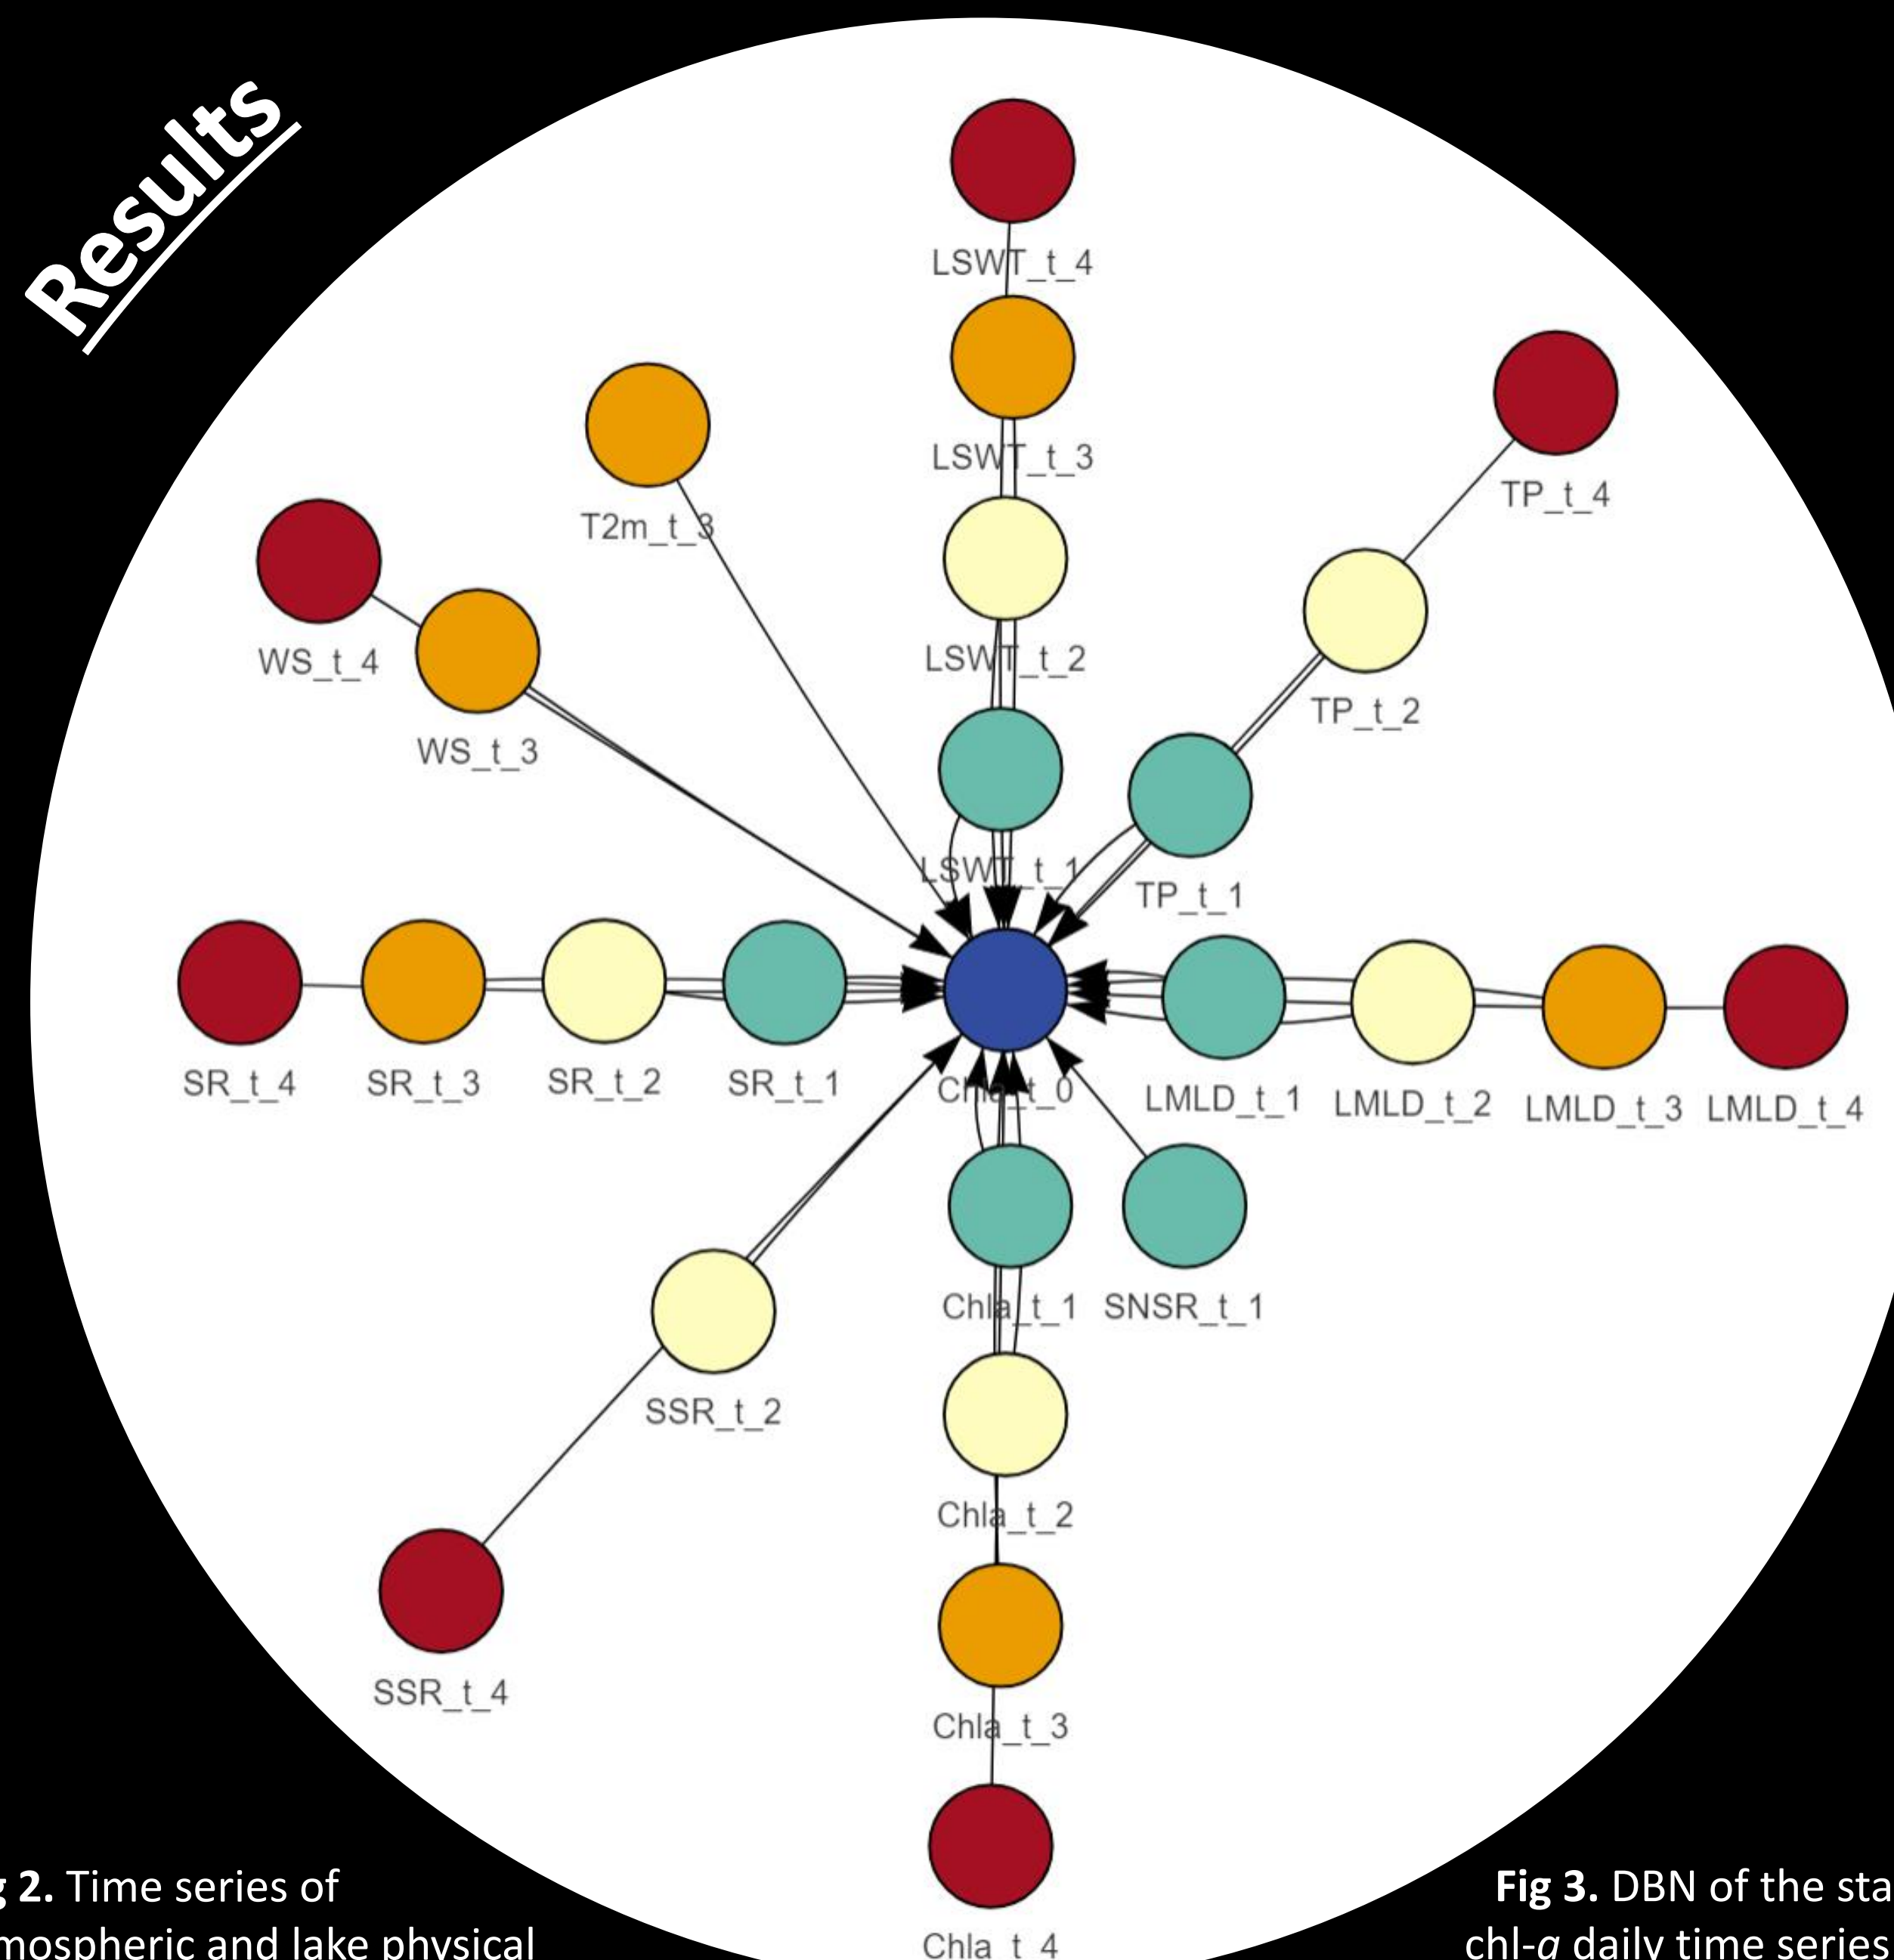 Results
LSWT_t_4
LSWT_t_3
TP_t_4
T2m_t_3
WS_t_4
LSWT_t_2
TP_t_2
WS_t_3
LSWT_t_1
TP_t_1
SR_t_4 SR_t_3 SR_t_2 SR_t_1 Chla_t_0 LMLD_t_1 LMLD_t_2 LMLD_t_3 LMLD_t_4
Chla_t_1 SNSR_t_1
SSR_t_2
Chla_t_2
SSR_t_4
Chla_t_3
Chla_t_4
2. Time series of
and lake physical
Fig 3. DBN of the
chl-a daily time series